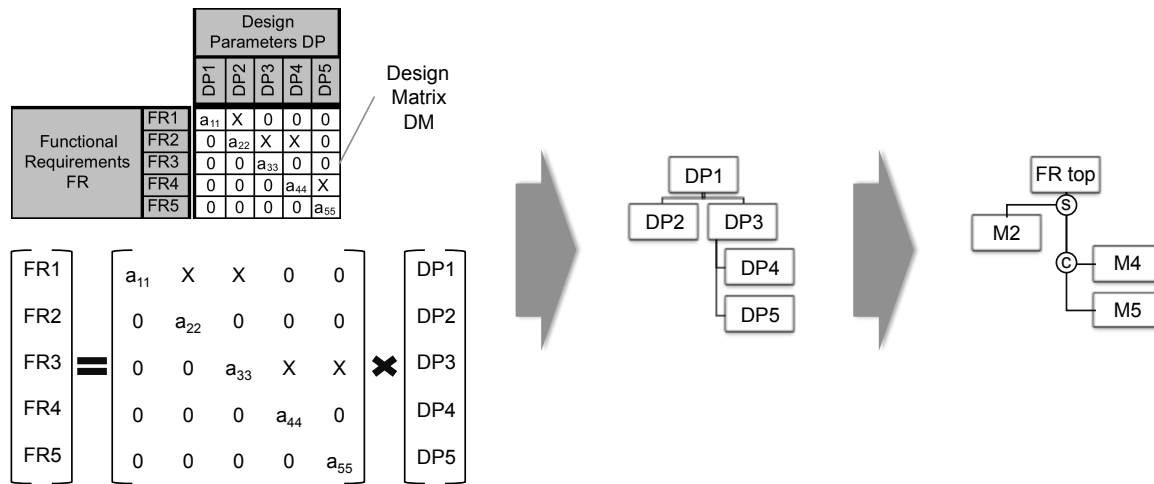 Design
Parameters DP
DP1 DP2 DP3 DP4 DP5
Design
Matrix
DM
Functional
Requirements
FR
FR1 a11 X 0 0 0
FR2 0 a22 X X 0
FR3 0 0 a33 0 0
FR4 0 0 0 a44 X
FR5 0 0 0 0 a55
FR1 a11 X X 0 0 DP1
FR2 0 a22 0 0 0 DP2
FR3 = 0 0 a33 X X × DP3
FR4 0 0 0 a44 0 DP4
FR5 0 0 0 0 a55 DP5
DP1
DP2 DP3
DP4
DP5
FR top
S
M2
C M4
M5